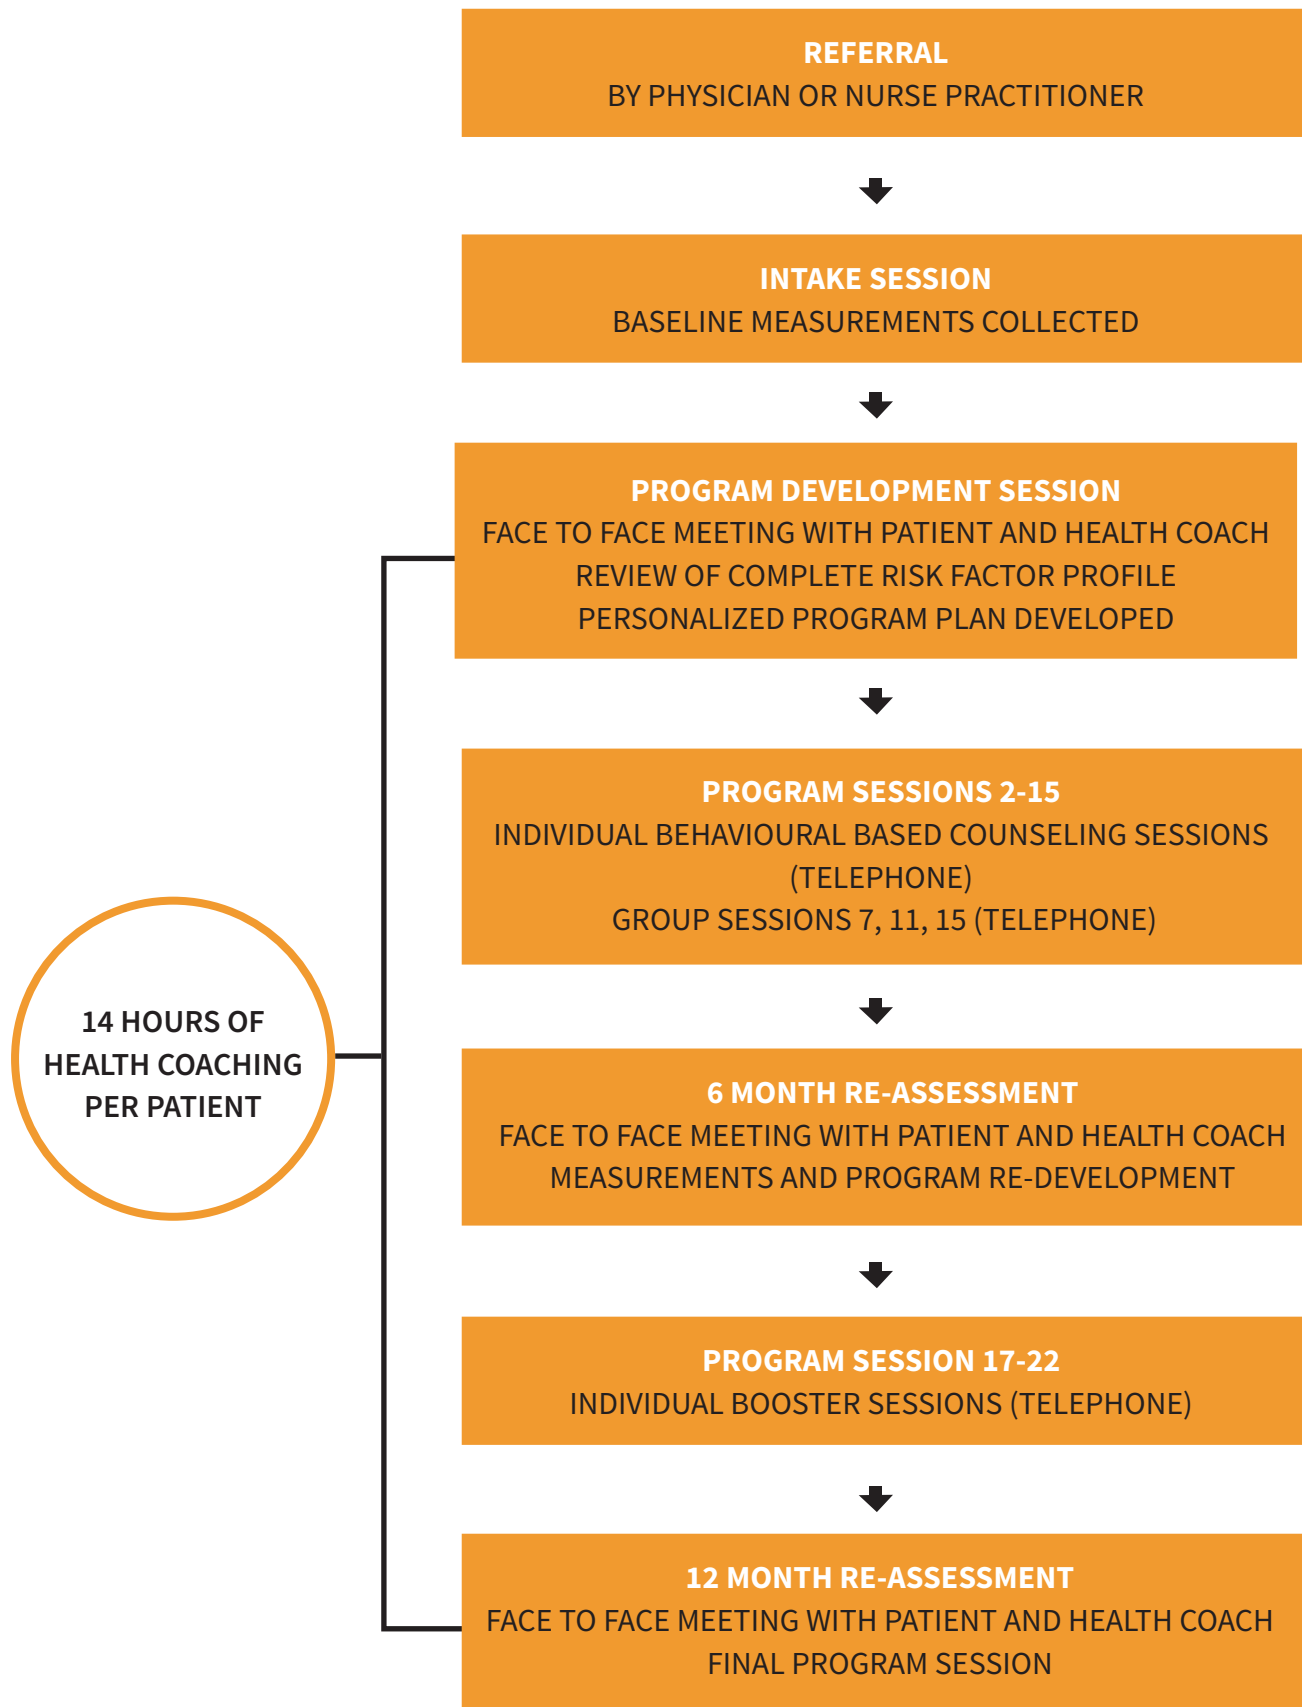 REFERRAL
BY PHYSICIAN OR NURSE PRACTITIONER
INTAKE SESSION
BASELINE MEASUREMENTS COLLECTED
PROGRAM DEVELOPMENT SESSION
FACE TO FACE MEETING WITH PATIENT AND HEALTH COACH
REVIEW OF COMPLETE RISK FACTOR PROFILE
PERSONALIZED PROGRAM PLAN DEVELOPED
PROGRAM SESSIONS 2-15
INDIVIDUAL BEHAVIOURAL BASED COUNSELING SESSIONS
(TELEPHONE)
GROUP SESSIONS 7, 11, 15 (TELEPHONE)
14 HOURS OF
HEALTH COACHING
PER PATIENT
6 MONTH RE-ASSESSMENT
FACE TO FACE MEETING WITH PATIENT AND HEALTH COACH
MEASUREMENTS AND PROGRAM RE-DEVELOPMENT
PROGRAM SESSION 17-22
INDIVIDUAL BOOSTER SESSIONS (TELEPHONE)
12 MONTH RE-ASSESSMENT
FACE TO FACE MEETING WITH PATIENT AND HEALTH COACH
FINAL PROGRAM SESSION